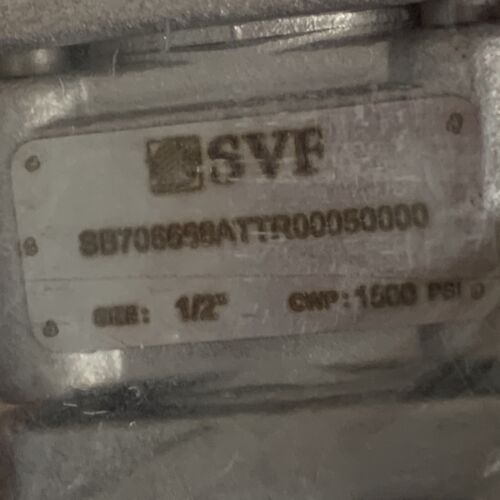 SVF
SB706666ATTR00050000
SIZE: 1/2" CWP: 1500 PSI